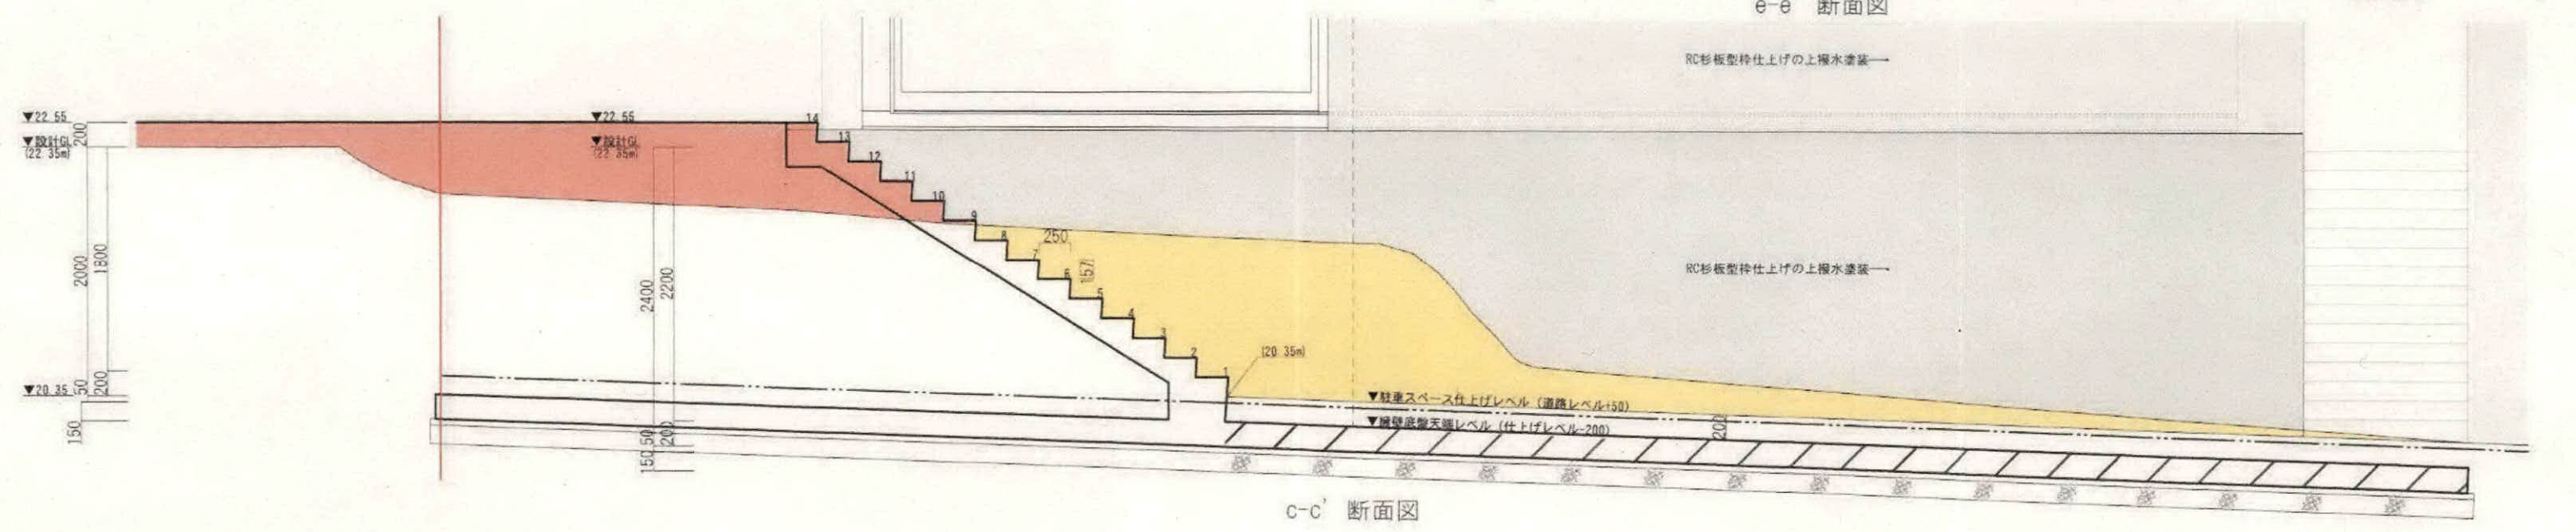 e-e 断面図
RC杉板型枠仕上げの上撥水塗装
▼22.55
200
▼設計GL
(22.35m)
▼22.55
▼設計GL
(22.35m)
14
13
12
11
10
9
8
7
6
5
4
3
2
1
250
157
2000
1800
2400
2200
RC杉板型枠仕上げの上撥水塗装
(20.35m)
▼20.35
50
200
150
▼駐車スペース仕上げレベル（道路レベル+50）
▼擁壁底盤天端レベル（仕上げレベル-200）
200
150
50
200
c-c' 断面図